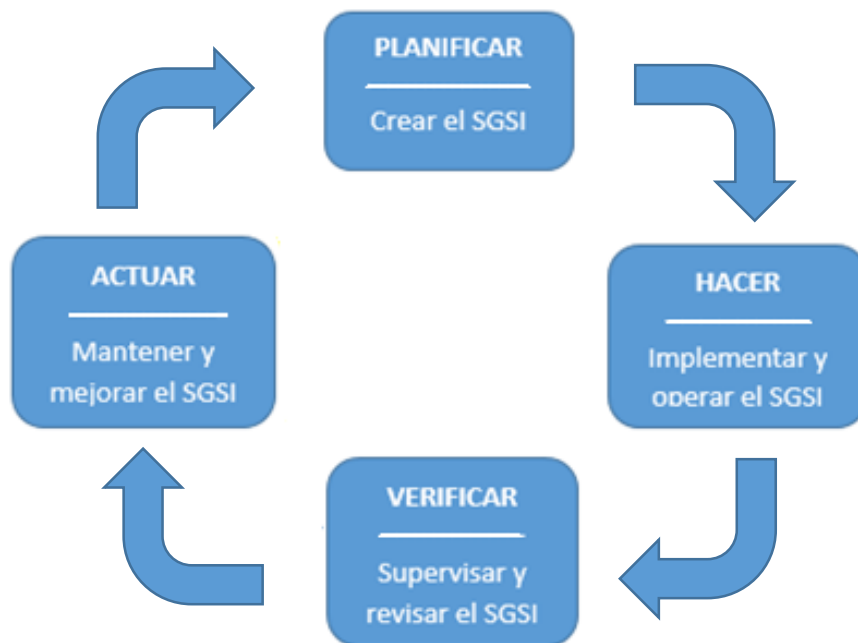 PLANIFICAR
Crear el SGSI
HACER
Implementar y
operar el SGSI
VERIFICAR
Supervisar y
revisar el SGSI
ACTUAR
Mantener y
mejorar el SGSI